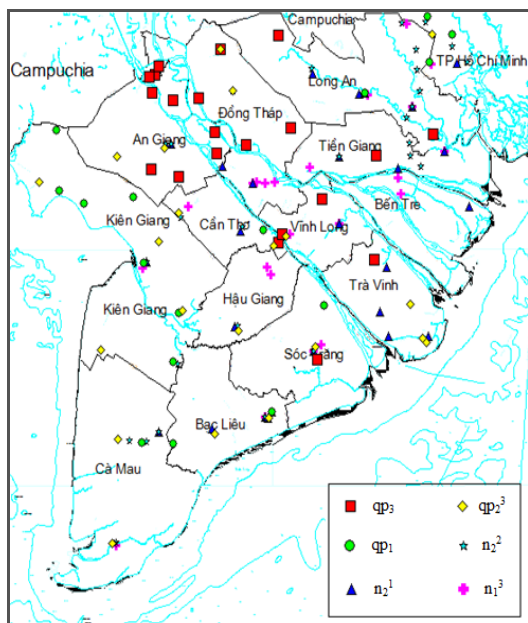 Campuchia
TP.Hồ Chí Minh
Campuchia
Long An
Đồng Tháp
An Giang
Tiền Giang
Bến Tre
Kiên Giang
Cần Thơ
Vĩnh Long
Trà Vinh
Kiên Giang
Hậu Giang
Sóc Trăng
Bạc Liêu
Cà Mau
qp₃ qp₂³
qp₁ n₂²
n₂¹ n₁³